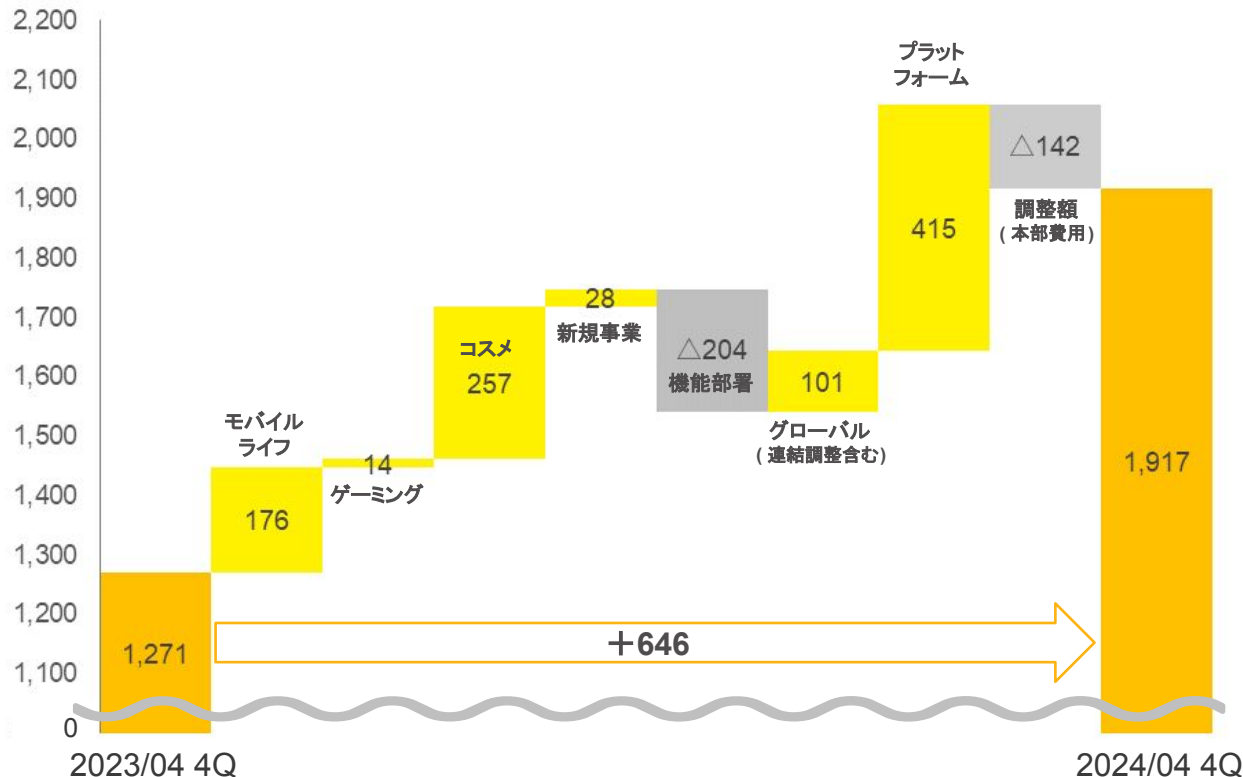 2,200
2,100
2,000
1,900
1,800
1,700
1,600
1,500
1,400
1,300
1,200
1,100
0
1,271
2023/04 4Q
モバイル
ライフ
176
14
ゲーミング
コスメ
257
28
新規事業
△204
機能部署
101
グローバル
(連結調整含む)
プラット
フォーム
415
△142
調整額
(本部費用)
1,917
2024/04 4Q
＋646